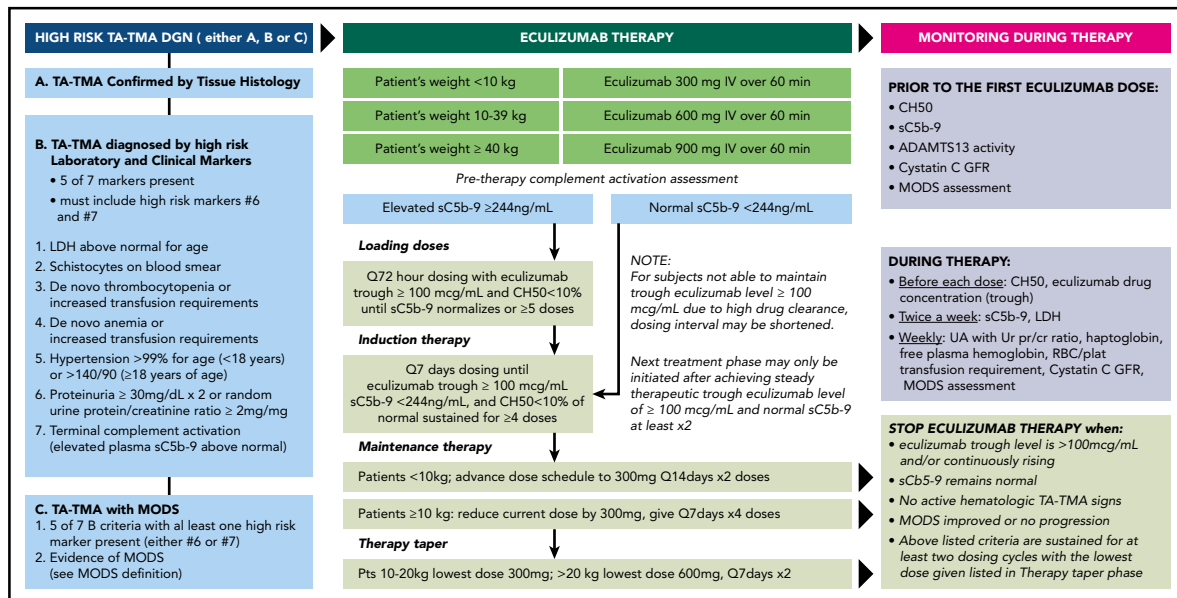 HIGH RISK TA-TMA DGN ( either A, B or C)
A. TA-TMA Confirmed by Tissue Histology
B. TA-TMA diagnosed by high risk
Laboratory and Clinical Markers
• 5 of 7 markers present
• must include high risk markers #6
and #7
1. LDH above normal for age
2. Schistocytes on blood smear
3. De novo thrombocytopenia or
increased transfusion requirements
4. De novo anemia or
increased transfusion requirements
5. Hypertension >99% for age (<18 years)
or >140/90 (≥18 years of age)
6. Proteinuria ≥ 30mg/dL x 2 or random
urine protein/creatinine ratio ≥ 2mg/mg
7. Terminal complement activation
(elevated plasma sC5b-9 above normal)
C. TA-TMA with MODS
1. 5 of 7 B criteria with al least one high risk
marker present (either #6 or #7)
2. Evidence of MODS
(see MODS definition)
ECULIZUMAB THERAPY
Patient's weight <10 kg
Eculizumab 300 mg IV over 60 min
Patient's weight 10-39 kg
Eculizumab 600 mg IV over 60 min
Patient's weight ≥ 40 kg
Eculizumab 900 mg IV over 60 min
Pre-therapy complement activation assessment
Elevated sC5b-9 ≥244ng/mL
Normal sC5b-9 <244ng/mL
Loading doses
Q72 hour dosing with eculizumab
trough ≥ 100 mcg/mL and CH50<10%
until sC5b-9 normalizes or ≥5 doses
Induction therapy
Q7 days dosing until
eculizumab trough ≥ 100 mcg/mL
sC5b-9 <244ng/mL, and CH50<10% of
normal sustained for ≥4 doses
NOTE:
For subjects not able to maintain
trough eculizumab level ≥ 100
mcg/mL due to high drug clearance,
dosing interval may be shortened.
Next treatment phase may only be
initiated after achieving steady
therapeutic trough eculizumab level
of ≥ 100 mcg/mL and normal sC5b-9
at least x2
Maintenance therapy
Patients <10kg; advance dose schedule to 300mg Q14days x2 doses
Patients ≥10 kg: reduce current dose by 300mg, give Q7days x4 doses
Therapy taper
Pts 10-20kg lowest dose 300mg; >20 kg lowest dose 600mg, Q7days x2
MONITORING DURING THERAPY
PRIOR TO THE FIRST ECULIZUMAB DOSE:
• CH50
• sC5b-9
• ADAMTS13 activity
• Cystatin C GFR
• MODS assessment
DURING THERAPY:
• Before each dose: CH50, eculizumab drug
concentration (trough)
• Twice a week: sC5b-9, LDH
• Weekly: UA with Ur pr/cr ratio, haptoglobin,
free plasma hemoglobin, RBC/plat
transfusion requirement, Cystatin C GFR,
MODS assessment
STOP ECULIZUMAB THERAPY when:
• eculizumab trough level is >100mcg/mL
and/or continuously rising
• sCb5-9 remains normal
• No active hematologic TA-TMA signs
• MODS improved or no progression
• Above listed criteria are sustained for at
least two dosing cycles with the lowest
dose given listed in Therapy taper phase